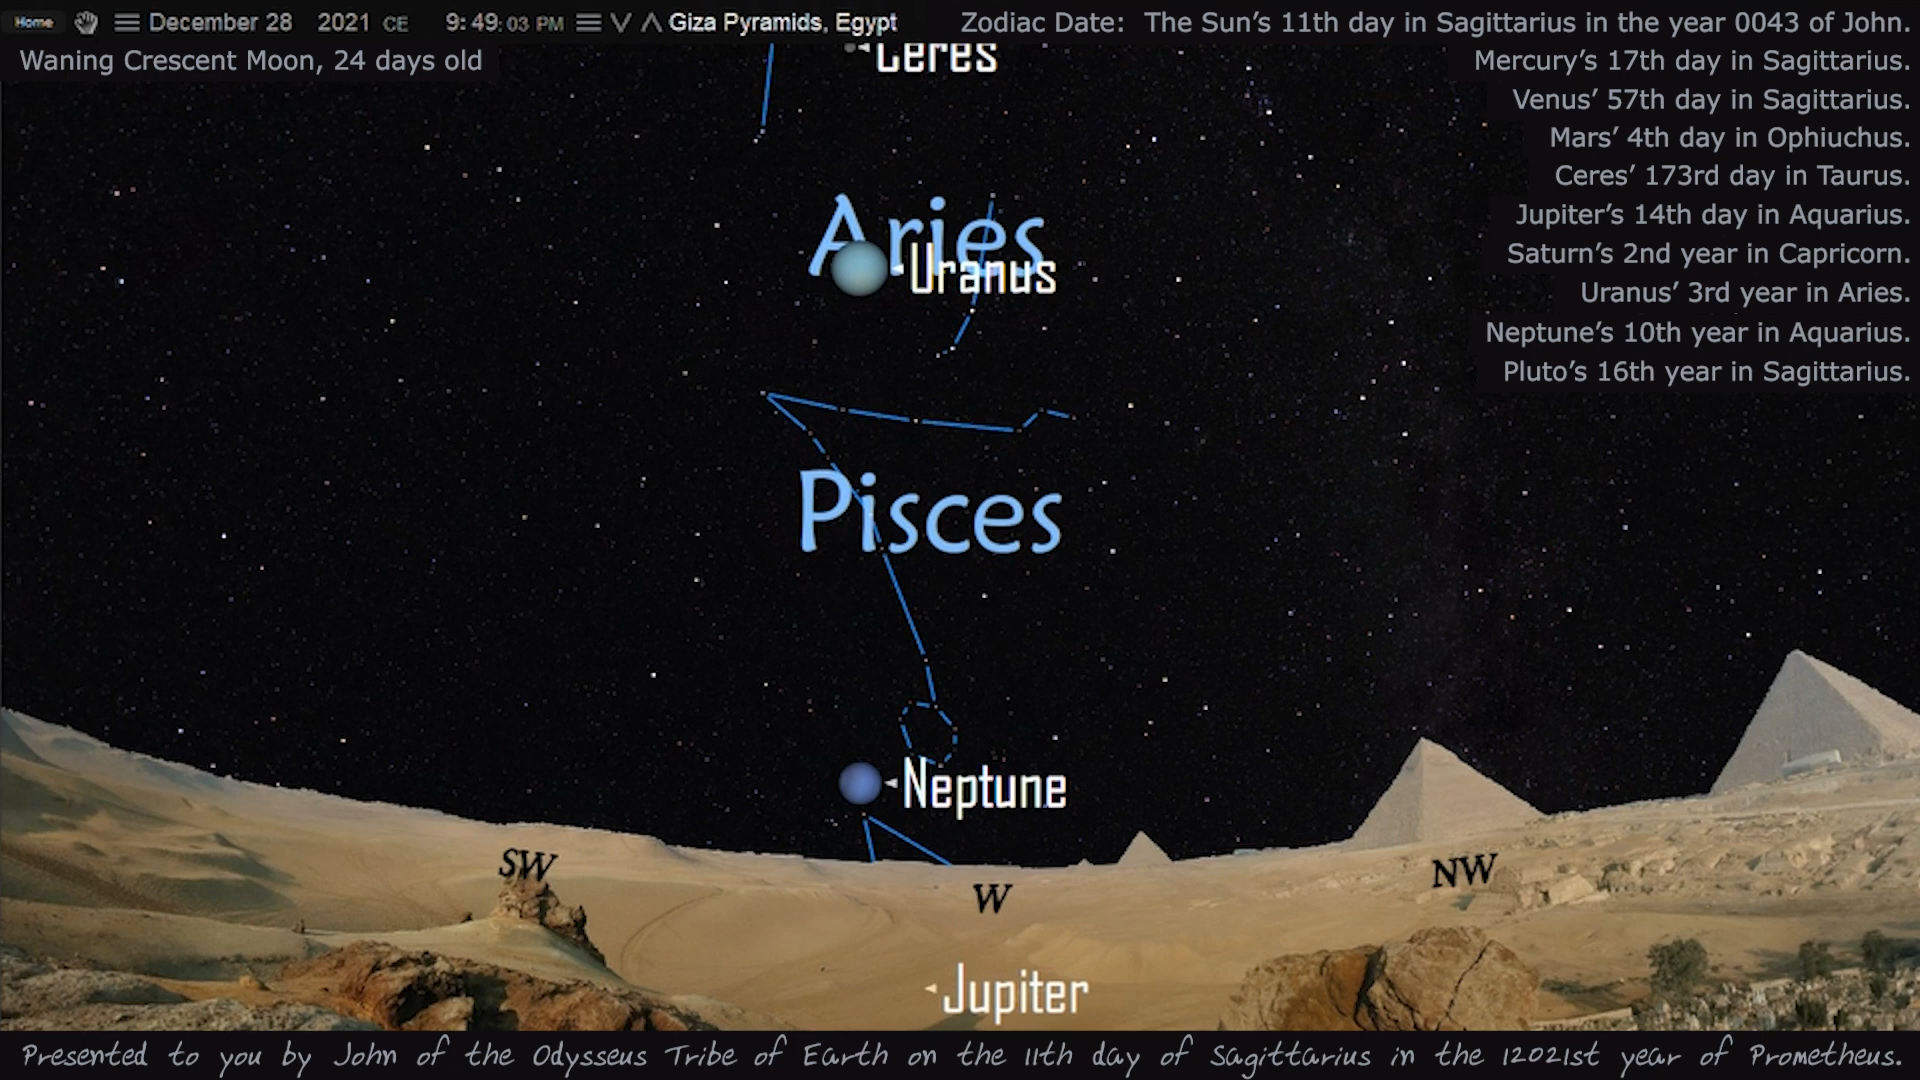 Home December 28 2021 CE 9:49:03 PM Giza Pyramids, Egypt
Zodiac Date: The Sun’s 11th day in Sagittarius in the year 0043 of John.
Waning Crescent Moon, 24 days old
Mercury’s 17th day in Sagittarius.
Venus’ 57th day in Sagittarius.
Mars’ 4th day in Ophiuchus.
Ceres’ 173rd day in Taurus.
Jupiter’s 14th day in Aquarius.
Saturn’s 2nd year in Capricorn.
Uranus’ 3rd year in Aries.
Neptune’s 10th year in Aquarius.
Pluto’s 16th year in Sagittarius.
Ceres
Aries
Uranus
Pisces
Neptune
SW
W
NW
Jupiter
Presented to you by John of the Odysseus Tribe of Earth on the 11th day of Sagittarius in the 12021st year of Prometheus.